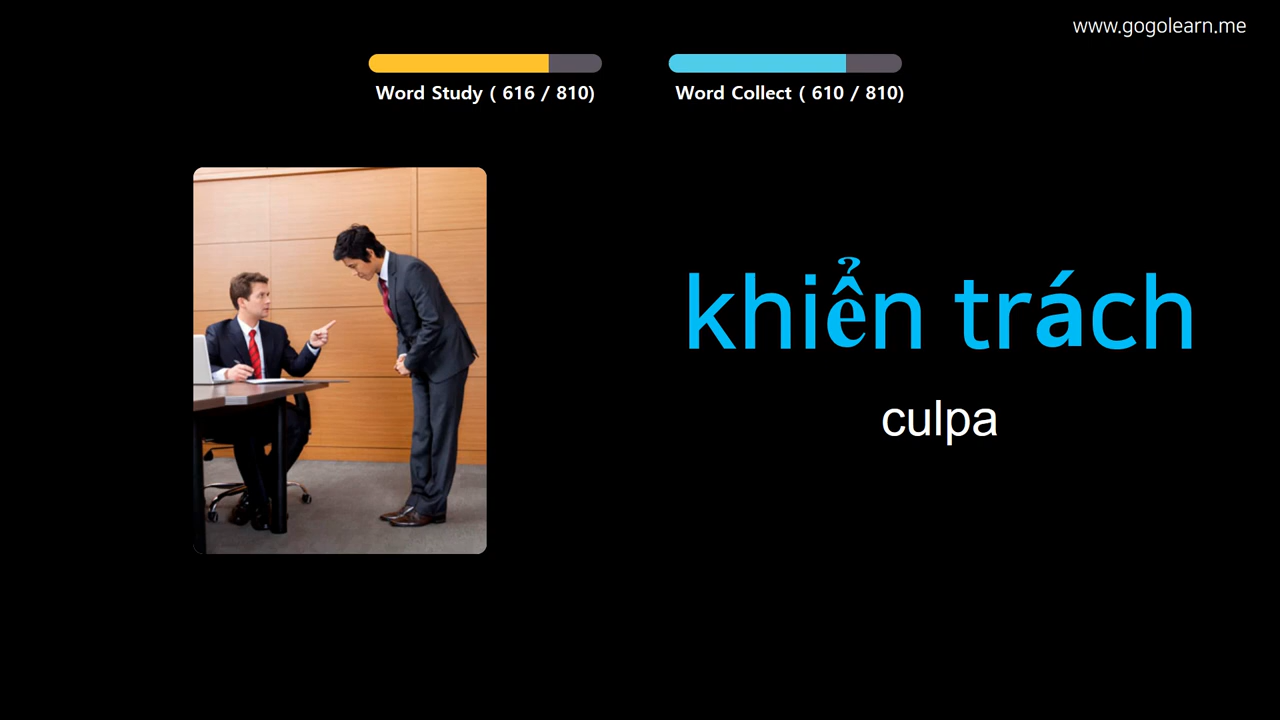 www.gogolearn.me
Word Study ( 616 / 810)
Word Collect ( 610 / 810)
khiển trách
culpa